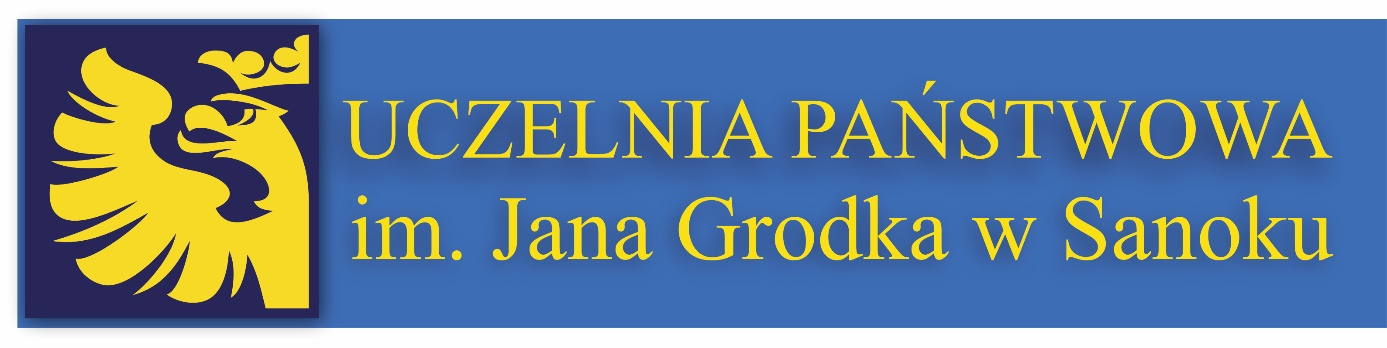 UCZELNIA PAŃSTWOWA
im. Jana Grodka w Sanoku